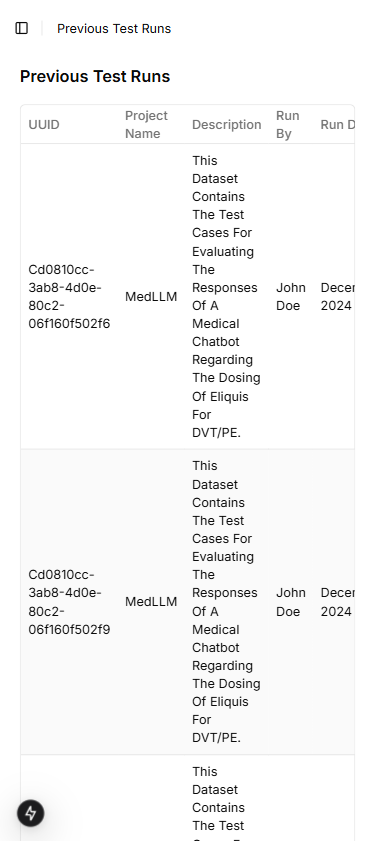 Previous Test Runs
Previous Test Runs
UUID
Project
Name
Description
Run
By
Run D
This
Dataset
Contains
The Test
Cases For
Evaluating
The
Responses
Of A
Medical
Chatbot
Regarding
The Dosing
Of Eliquis
For
DVT/PE.
Cd0810cc-
3ab8-4d0e-
80c2-
06f160f502f6
MedLLM
John
Doe
Decem
2024
This
Dataset
Contains
The Test
Cases For
Evaluating
The
Responses
Of A
Medical
Chatbot
Regarding
The Dosing
Of Eliquis
For
DVT/PE.
Cd0810cc-
3ab8-4d0e-
80c2-
06f160f502f9
MedLLM
John
Doe
Decem
2024
This
Dataset
Contains
The Test